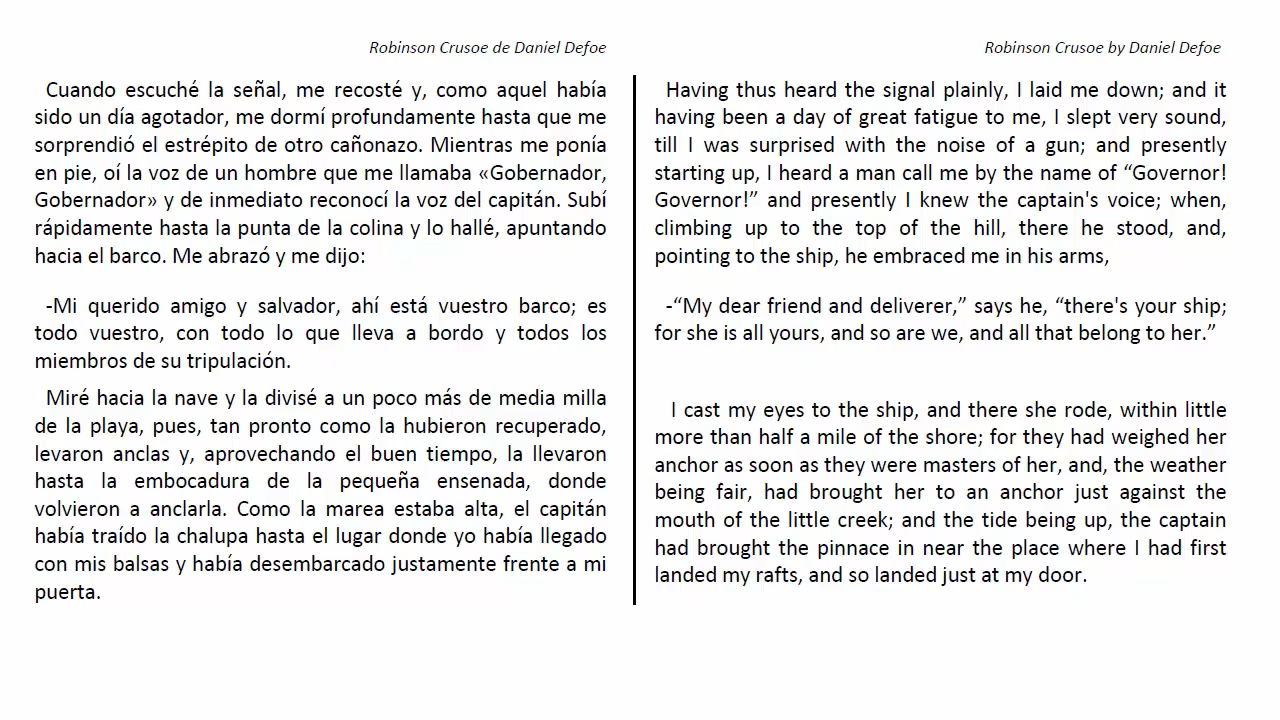 Robinson Crusoe de Daniel Defoe
Cuando escuché la señal, me recosté y, como aquel había
sido un día agotador, me dormí profundamente hasta que me
sorprendió el estrépito de otro cañonazo. Mientras me ponía
en pie, oí la voz de un hombre que me llamaba «Gobernador,
Gobernador» y de inmediato reconocí la voz del capitán. Subí
rápidamente hasta la punta de la colina y lo hallé, apuntando
hacia el barco. Me abrazó y me dijo:
-Mi querido amigo y salvador, ahí está vuestro barco; es
todo vuestro, con todo lo que lleva a bordo y todos los
miembros de su tripulación.
Miré hacia la nave y la divisé a un poco más de media milla
de la playa, pues, tan pronto como la hubieron recuperado,
levaron anclas y, aprovechando el buen tiempo, la llevaron
hasta la embocadura de la pequeña ensenada, donde
volvieron a anclarla. Como la marea estaba alta, el capitán
había traído la chalupa hasta el lugar donde yo había llegado
con mis balsas y había desembarcado justamente frente a mi
puerta.
Robinson Crusoe by Daniel Defoe
Having thus heard the signal plainly, I laid me down; and it
having been a day of great fatigue to me, I slept very sound,
till I was surprised with the noise of a gun; and presently
starting up, I heard a man call me by the name of “Governor!
Governor!” and presently I knew the captain's voice; when,
climbing up to the top of the hill, there he stood, and,
pointing to the ship, he embraced me in his arms,
-“My dear friend and deliverer,” says he, “there's your ship;
for she is all yours, and so are we, and all that belong to her.”
I cast my eyes to the ship, and there she rode, within little
more than half a mile of the shore; for they had weighed her
anchor as soon as they were masters of her, and, the weather
being fair, had brought her to an anchor just against the
mouth of the little creek; and the tide being up, the captain
had brought the pinnace in near the place where I had first
landed my rafts, and so landed just at my door.